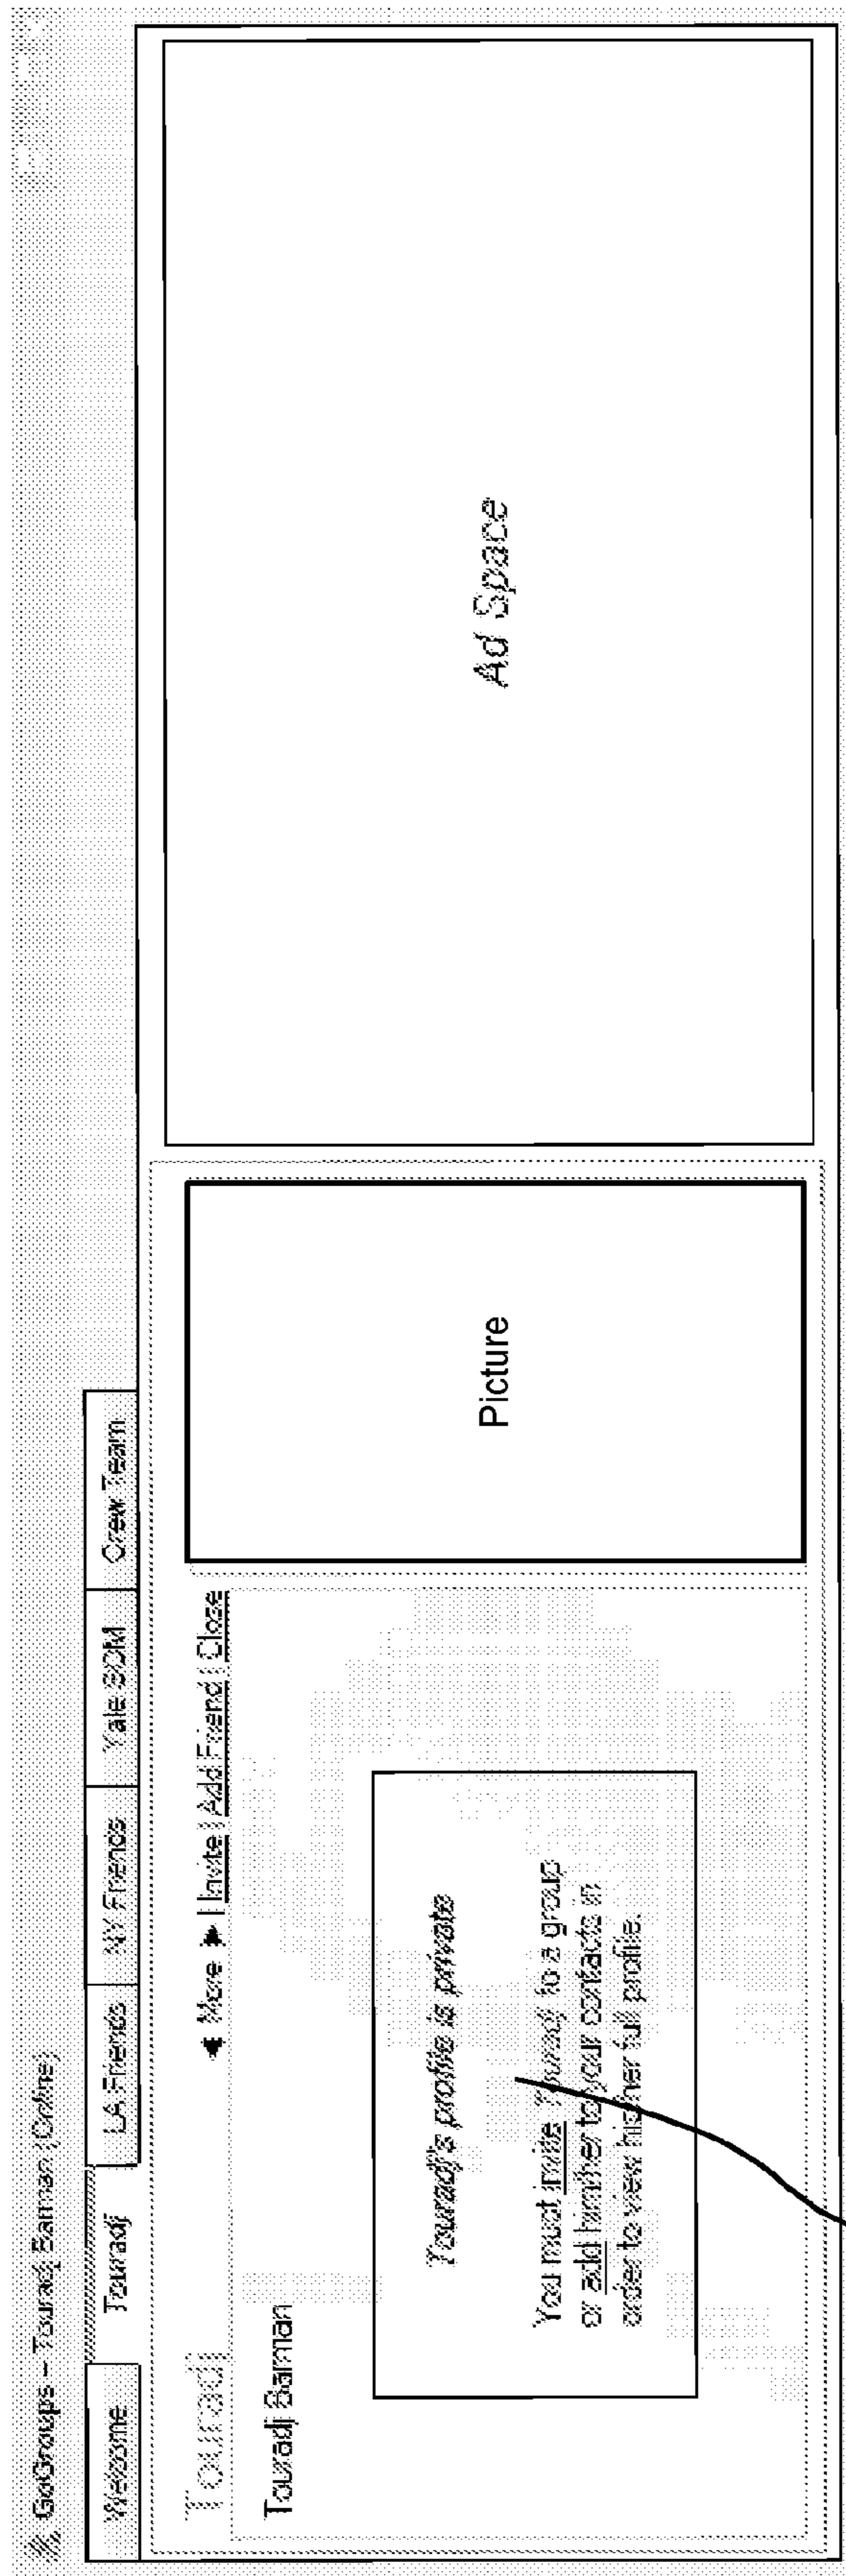 GoGroups – Touradj Barman (Online)
Welcome
Touradj
LA Friends
NY Friends
Yale SOM
Crew Team
Touradj
◄ More ► | Invite | Add Friend | Close
Touradj Barman
Touradj's profile is private
You must invite Touradj to a group
or add him/her to your contacts in
order to view his/her full profile.
Picture
Ad Space